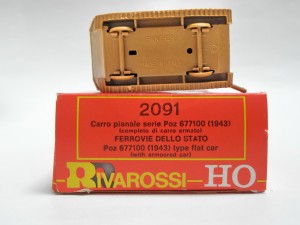 2091
Carro pianale serie Poz 677100 (1943)
(completo di carro armato)
FERROVIE DELLO STATO
Poz 677100 (1943) type flat car
(with armored car)
RIVAROSSI HO